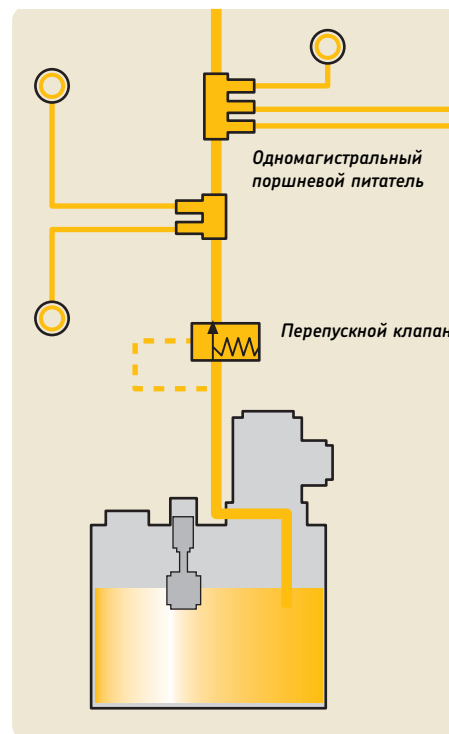 Одномагистральный
поршневой питатель
Перепускной клапан